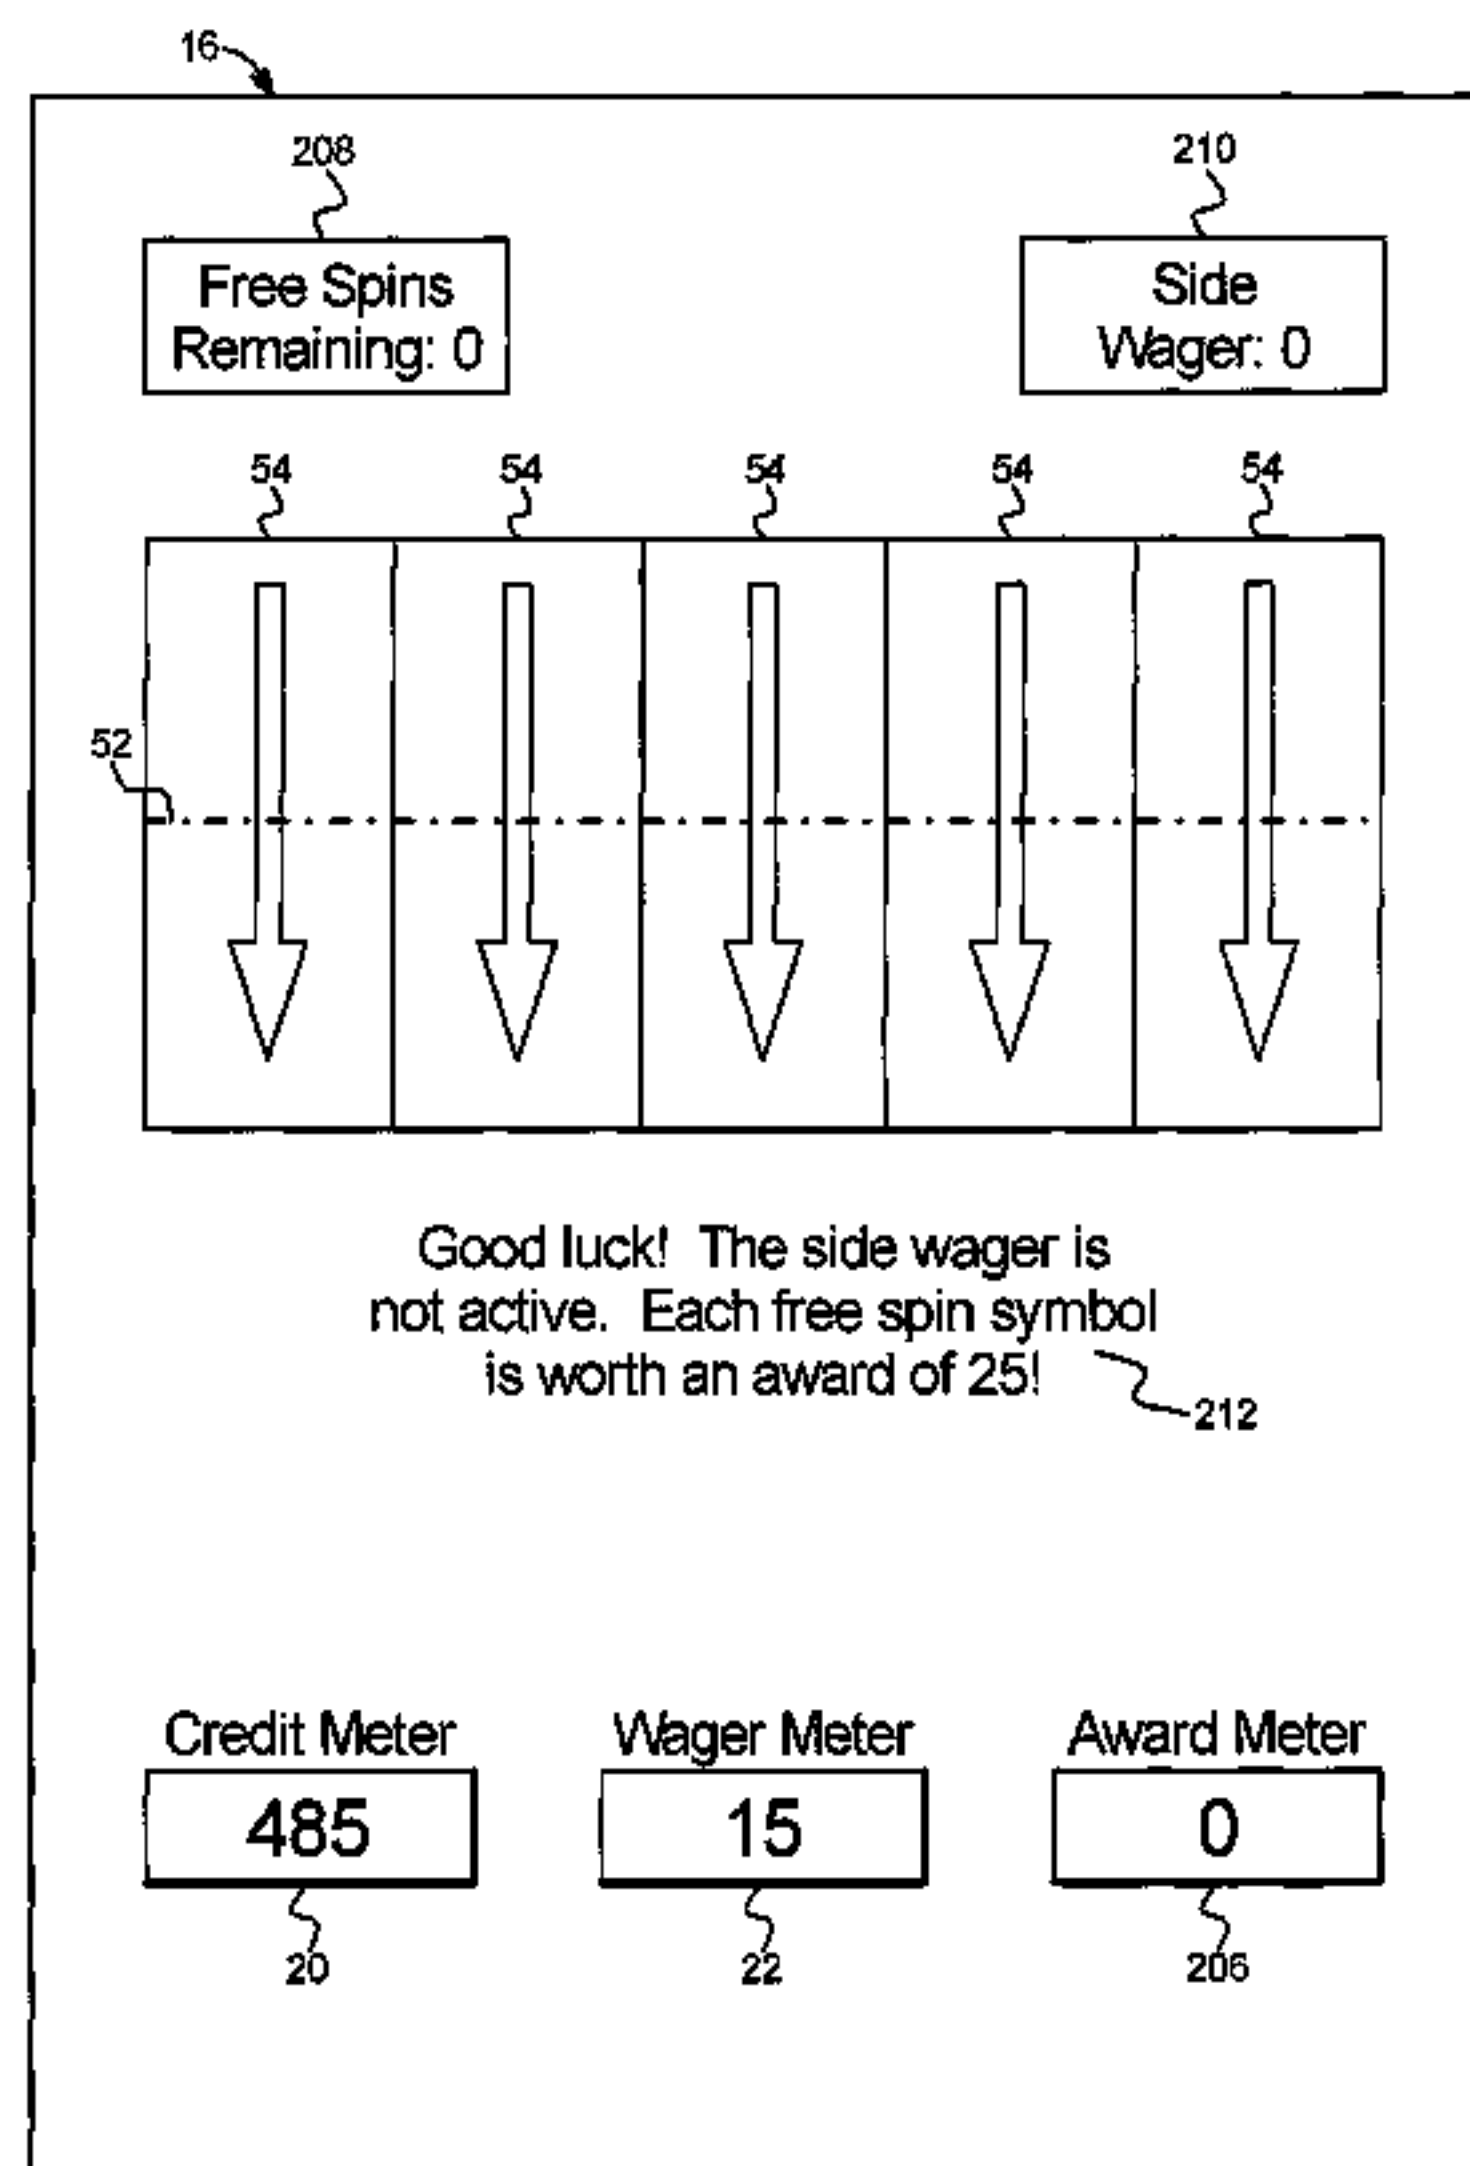 16
208
210
Free Spins
Remaining: 0
Side
Wager: 0
54 54 54 54 54
52
Good luck! The side wager is
not active. Each free spin symbol
is worth an award of 25!
212
Credit Meter Wager Meter Award Meter
485 15 0
20 22 206